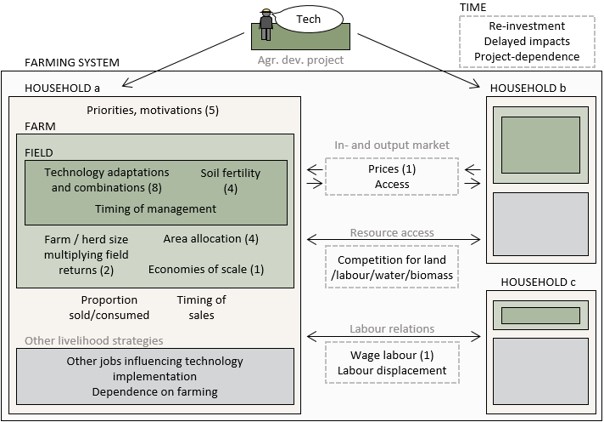 TIME
Tech
Re-investment
Delayed impacts
Project-dependence
Agr. dev. project
FARMING SYSTEM
HOUSEHOLD a
HOUSEHOLD b
Priorities, motivations (5)
FARM
FIELD
Technology adaptations
and combinations (8)
Soil fertility
(4)
Timing of management
Farm / herd size
multiplying field
returns (2)
Area allocation (4)
Economies of scale (1)
Proportion
sold/consumed
Timing of
sales
Other livelihood strategies
Other jobs influencing technology
implementation
Dependence on farming
In- and output market
Prices (1)
Access
Resource access
Competition for land
/labour/water/biomass
Labour relations
Wage labour (1)
Labour displacement
HOUSEHOLD c